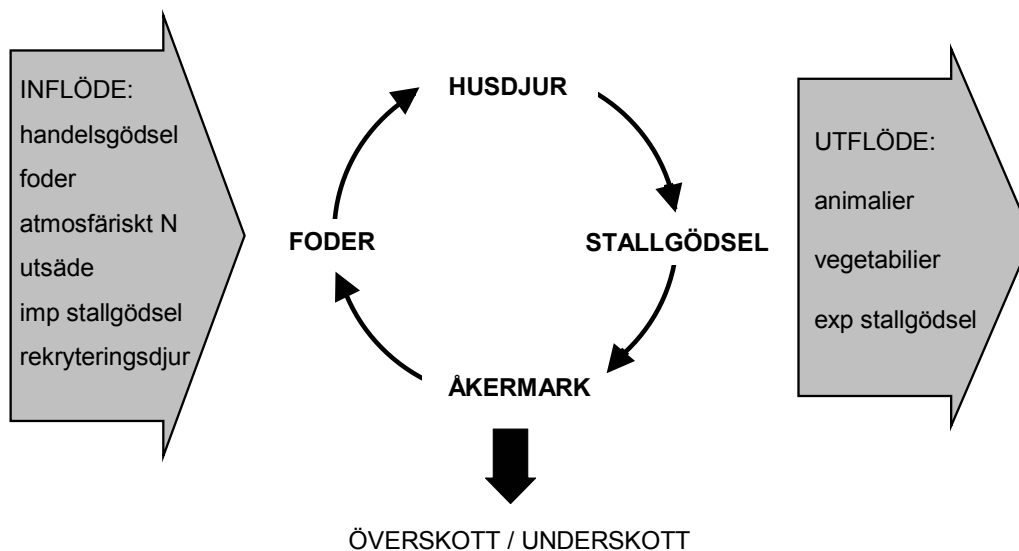 INFLÖDE:
handelsgödsel
foder
atmosfäriskt N
utsäde
imp stallgödsel
rekryteringsdjur
HUSDJUR
FODER
STALLGÖDSEL
ÅKERMARK
ÖVERSKOTT / UNDERSKOTT
UTFLÖDE:
animalier
vegetabilier
exp stallgödsel